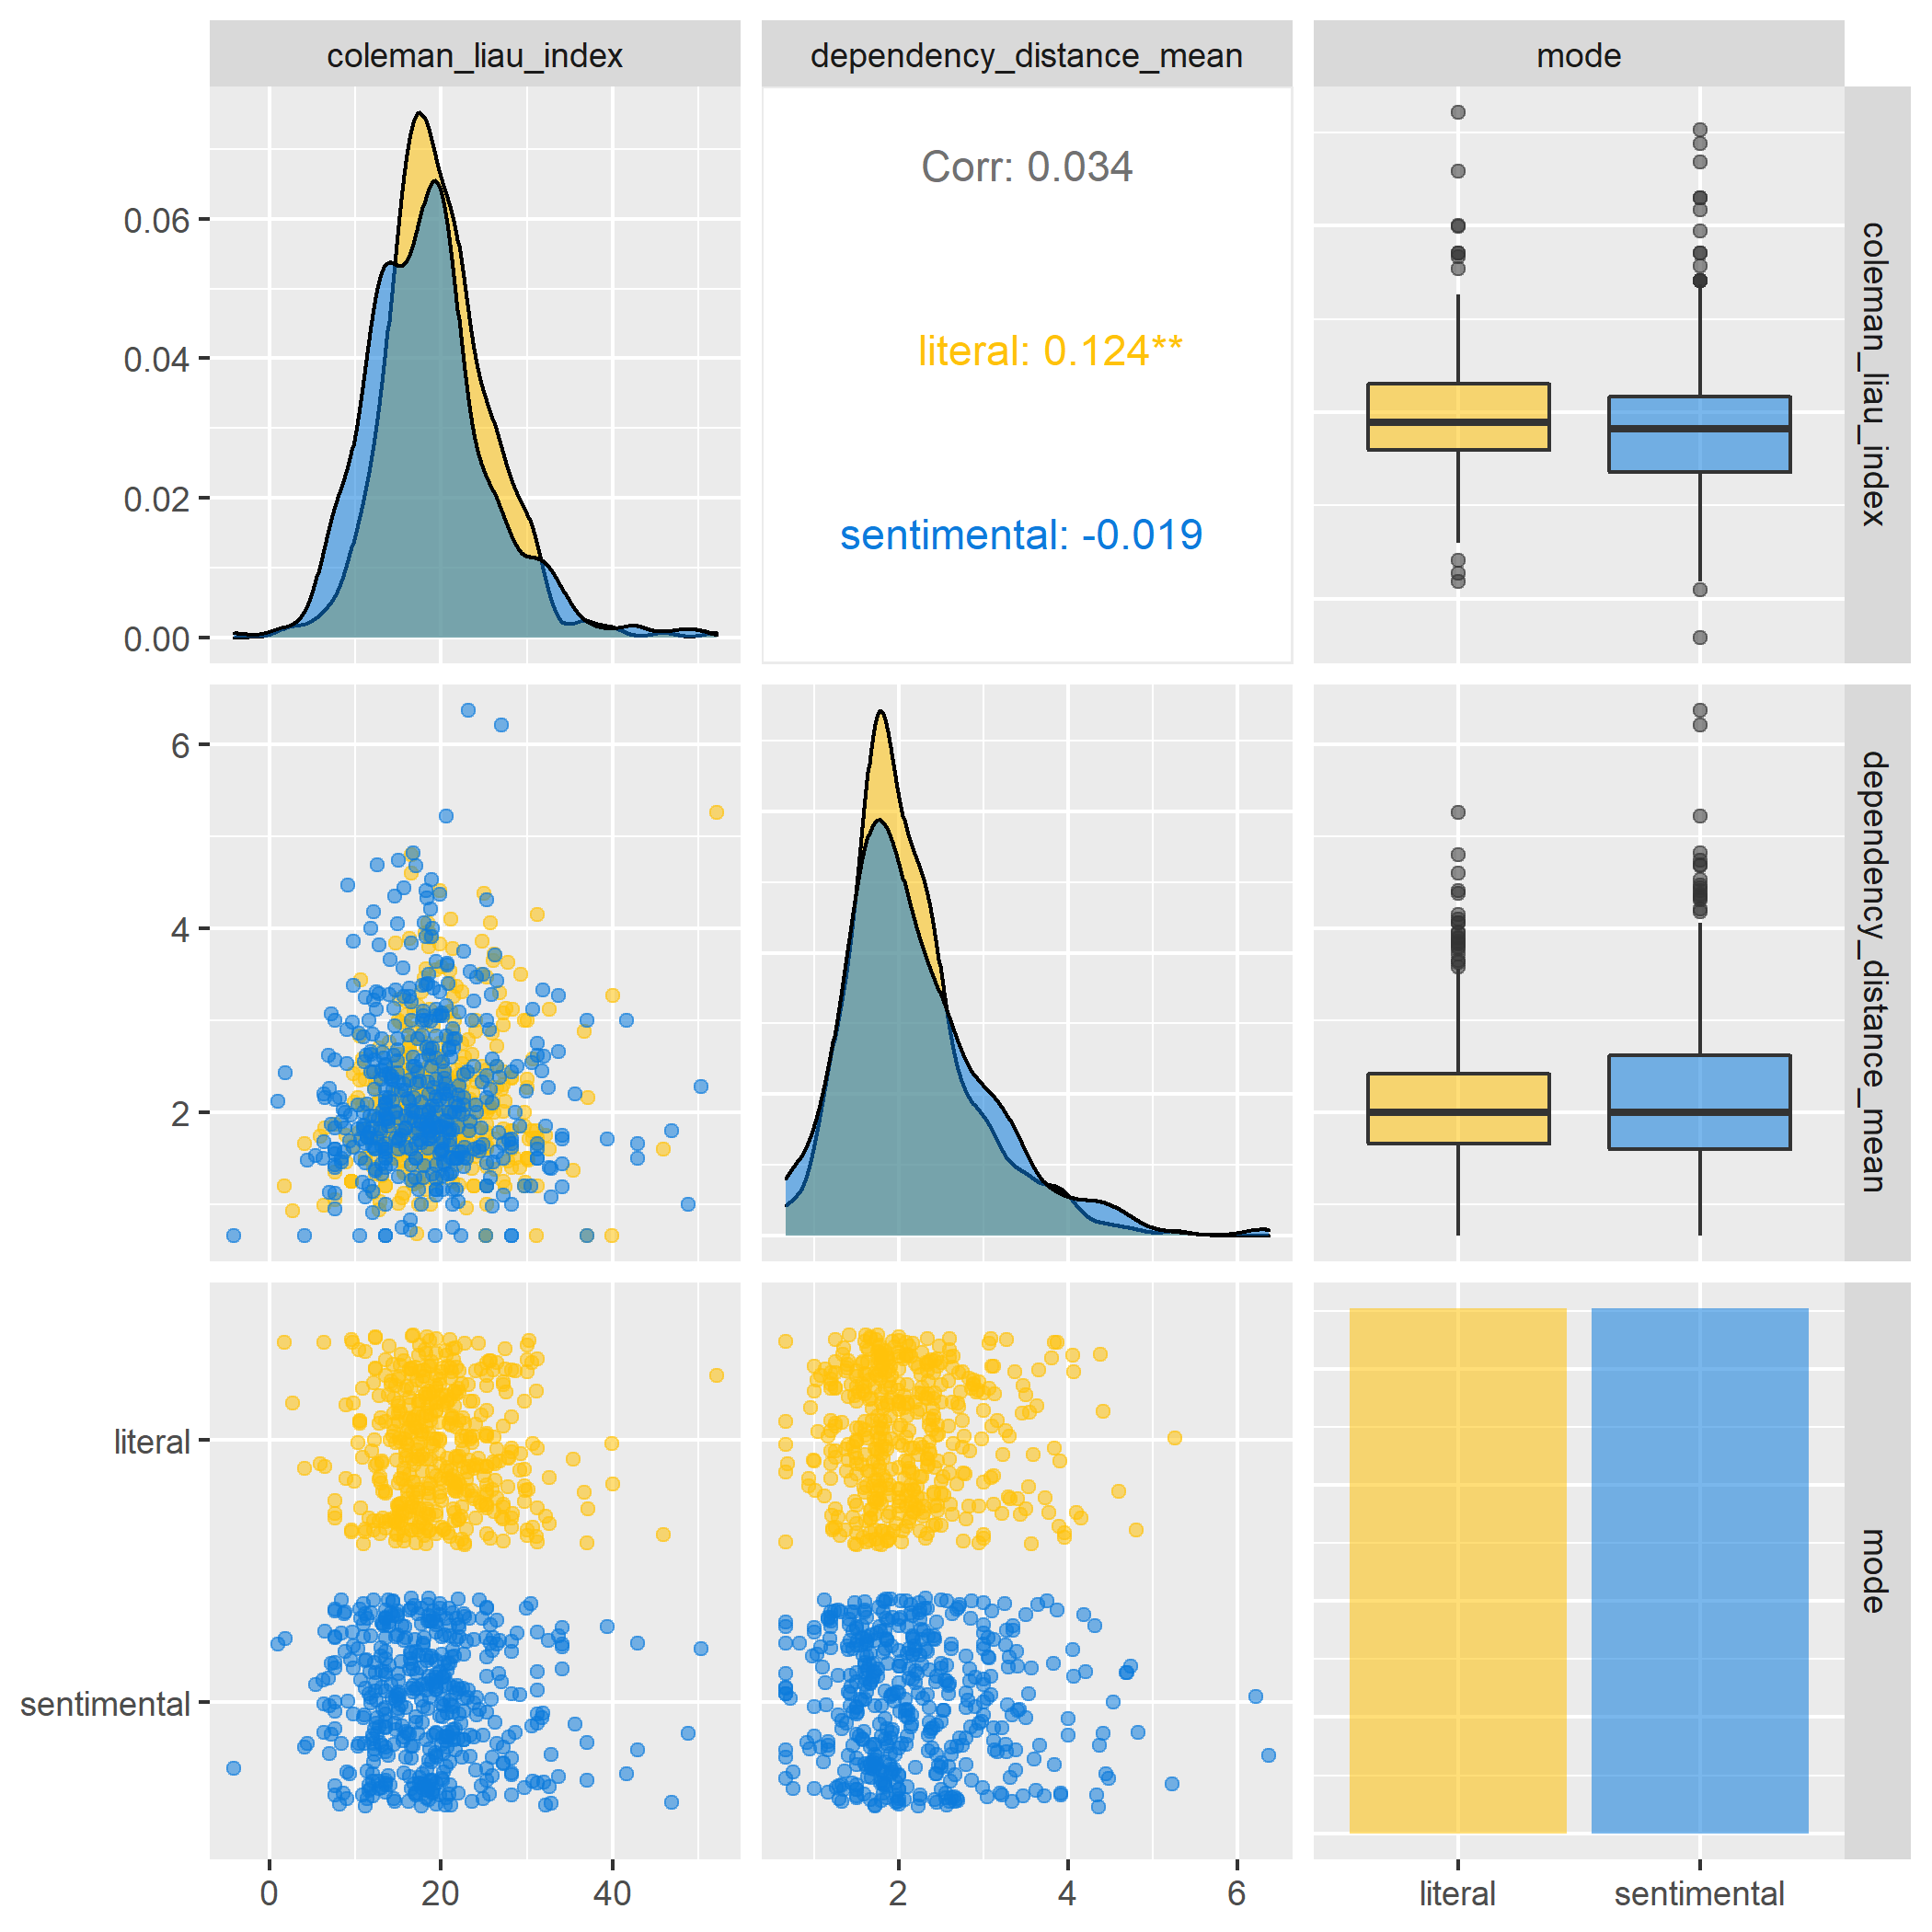 coleman_liau_index
dependency_distance_mean
mode
0.06
0.04
0.02
0.00
Corr: 0.034
literal: 0.124**
sentimental: -0.019
coleman_liau_index
6
4
2
dependency_distance_mean
literal
sentimental
mode
0 20 40
2 4 6
literal sentimental